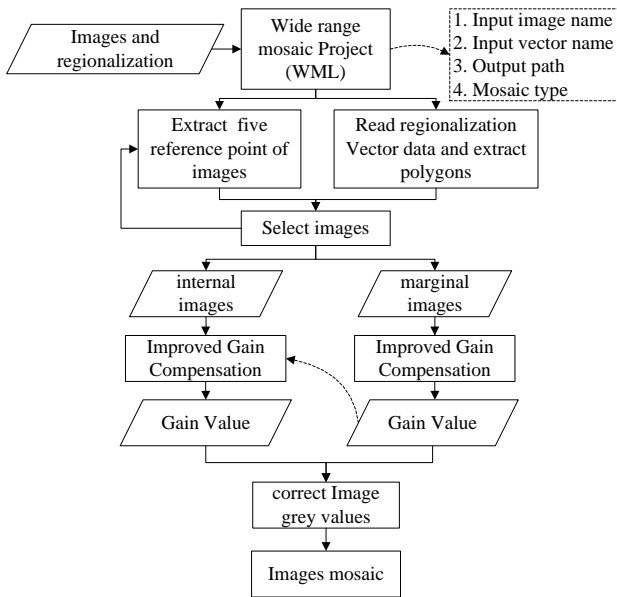 Images and
regionalization
Wide range
mosaic Project
(WML)
1. Input image name
2. Input vector name
3. Output path
4. Mosaic type
Extract five
reference point of
images
Read regionalization
Vector data and extract
polygons
Select images
internal
images
marginal
images
Improved Gain
Compensation
Improved Gain
Compensation
Gain Value
Gain Value
correct Image
grey values
Images mosaic